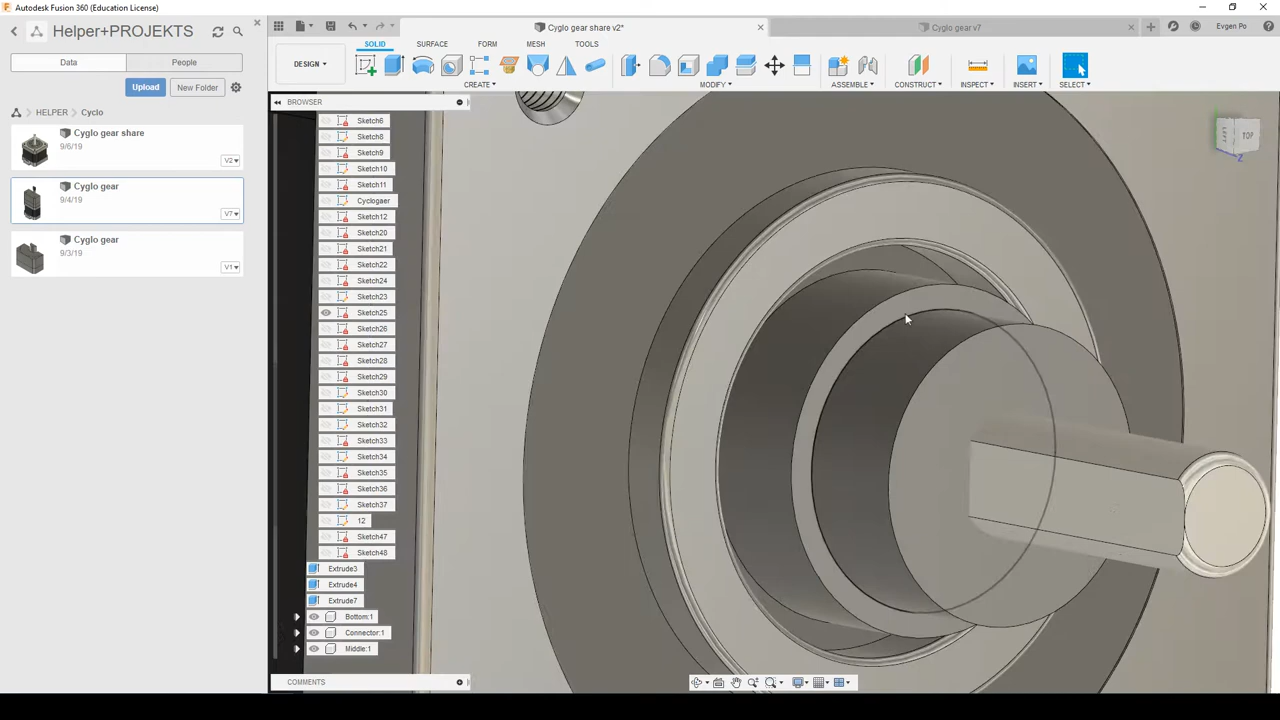 Autodesk Fusion 360 (Education License)
Helper+PROJEKTS
Data
People
Upload
New Folder
HELPER
Cyclo
Cyglo gear share
9/6/19
V2
Cyglo gear
9/4/19
V7
Cyglo gear
9/3/19
V1
Cyglo gear share v2*
Cyglo gear v7
Evgen Po
DESIGN
SOLID
SURFACE
FORM
MESH
TOOLS
CREATE
MODIFY
ASSEMBLE
CONSTRUCT
INSPECT
INSERT
SELECT
BROWSER
Sketch6
Sketch8
Sketch9
Sketch10
Sketch11
Cyclogaer
Sketch12
Sketch20
Sketch21
Sketch22
Sketch24
Sketch23
Sketch25
Sketch26
Sketch27
Sketch28
Sketch29
Sketch30
Sketch31
Sketch32
Sketch33
Sketch34
Sketch35
Sketch36
Sketch37
12
Sketch47
Sketch48
Extrude3
Extrude4
Extrude7
Bottom:1
Connector:1
Middle:1
COMMENTS
LEFT
TOP
Z